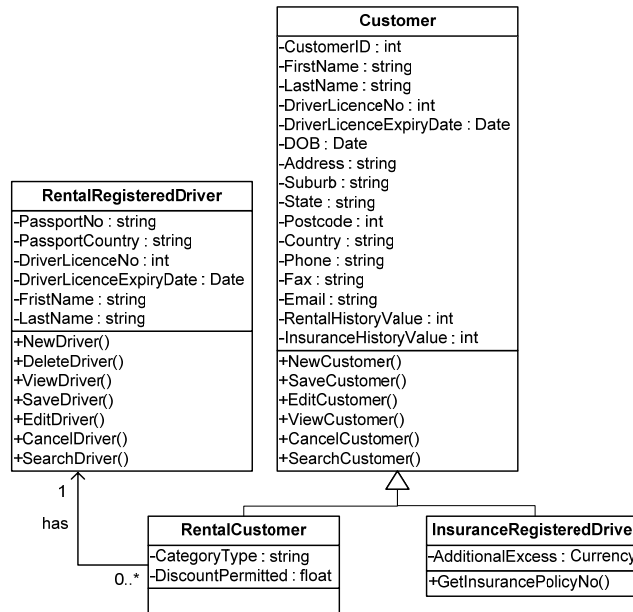 Customer
-CustomerID : int
-FirstName : string
-LastName : string
-DriverLicenceNo : int
-DriverLicenceExpiryDate : Date
-DOB : Date
-Address : string
-Suburb : string
-State : string
-Postcode : int
-Country : string
-Phone : string
-Fax : string
-Email : string
-RentalHistoryValue : int
-InsuranceHistoryValue : int
+NewCustomer()
+SaveCustomer()
+EditCustomer()
+ViewCustomer()
+CancelCustomer()
+SearchCustomer()
RentalRegisteredDriver
-PassportNo : string
-PassportCountry : string
-DriverLicenceNo : int
-DriverLicenceExpiryDate : Date
-FristName : string
-LastName : string
+NewDriver()
+DeleteDriver()
+ViewDriver()
+SaveDriver()
+EditDriver()
+CancelDriver()
+SearchDriver()
1
has
0..*
RentalCustomer
-CategoryType : string
-DiscountPermitted : float
InsuranceRegisteredDrive
-AdditionalExcess : Currency
+GetInsurancePolicyNo()